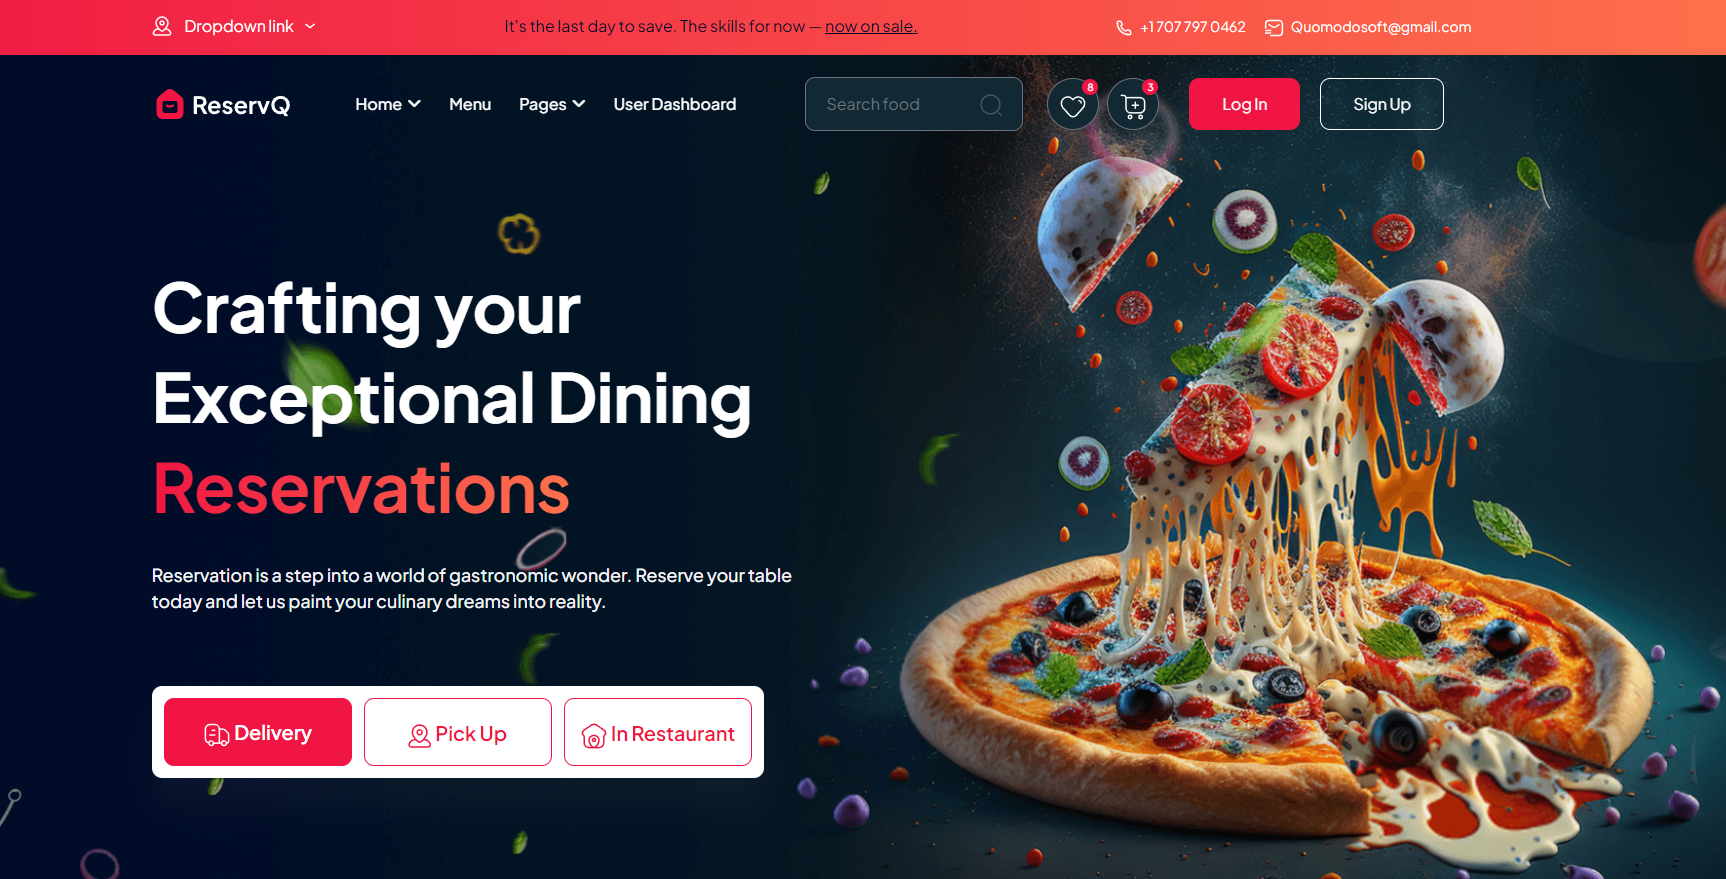 Dropdown link
It's the last day to save. The skills for now — now on sale.
+1 707 797 0462
Quomodosoft@gmail.com
ReservQ
Home
Menu
Pages
User Dashboard
Search food
8
3
Log In
Sign Up
Crafting your
Exceptional Dining
Reservations
Reservation is a step into a world of gastronomic wonder. Reserve your table
today and let us paint your culinary dreams into reality.
Delivery
Pick Up
In Restaurant